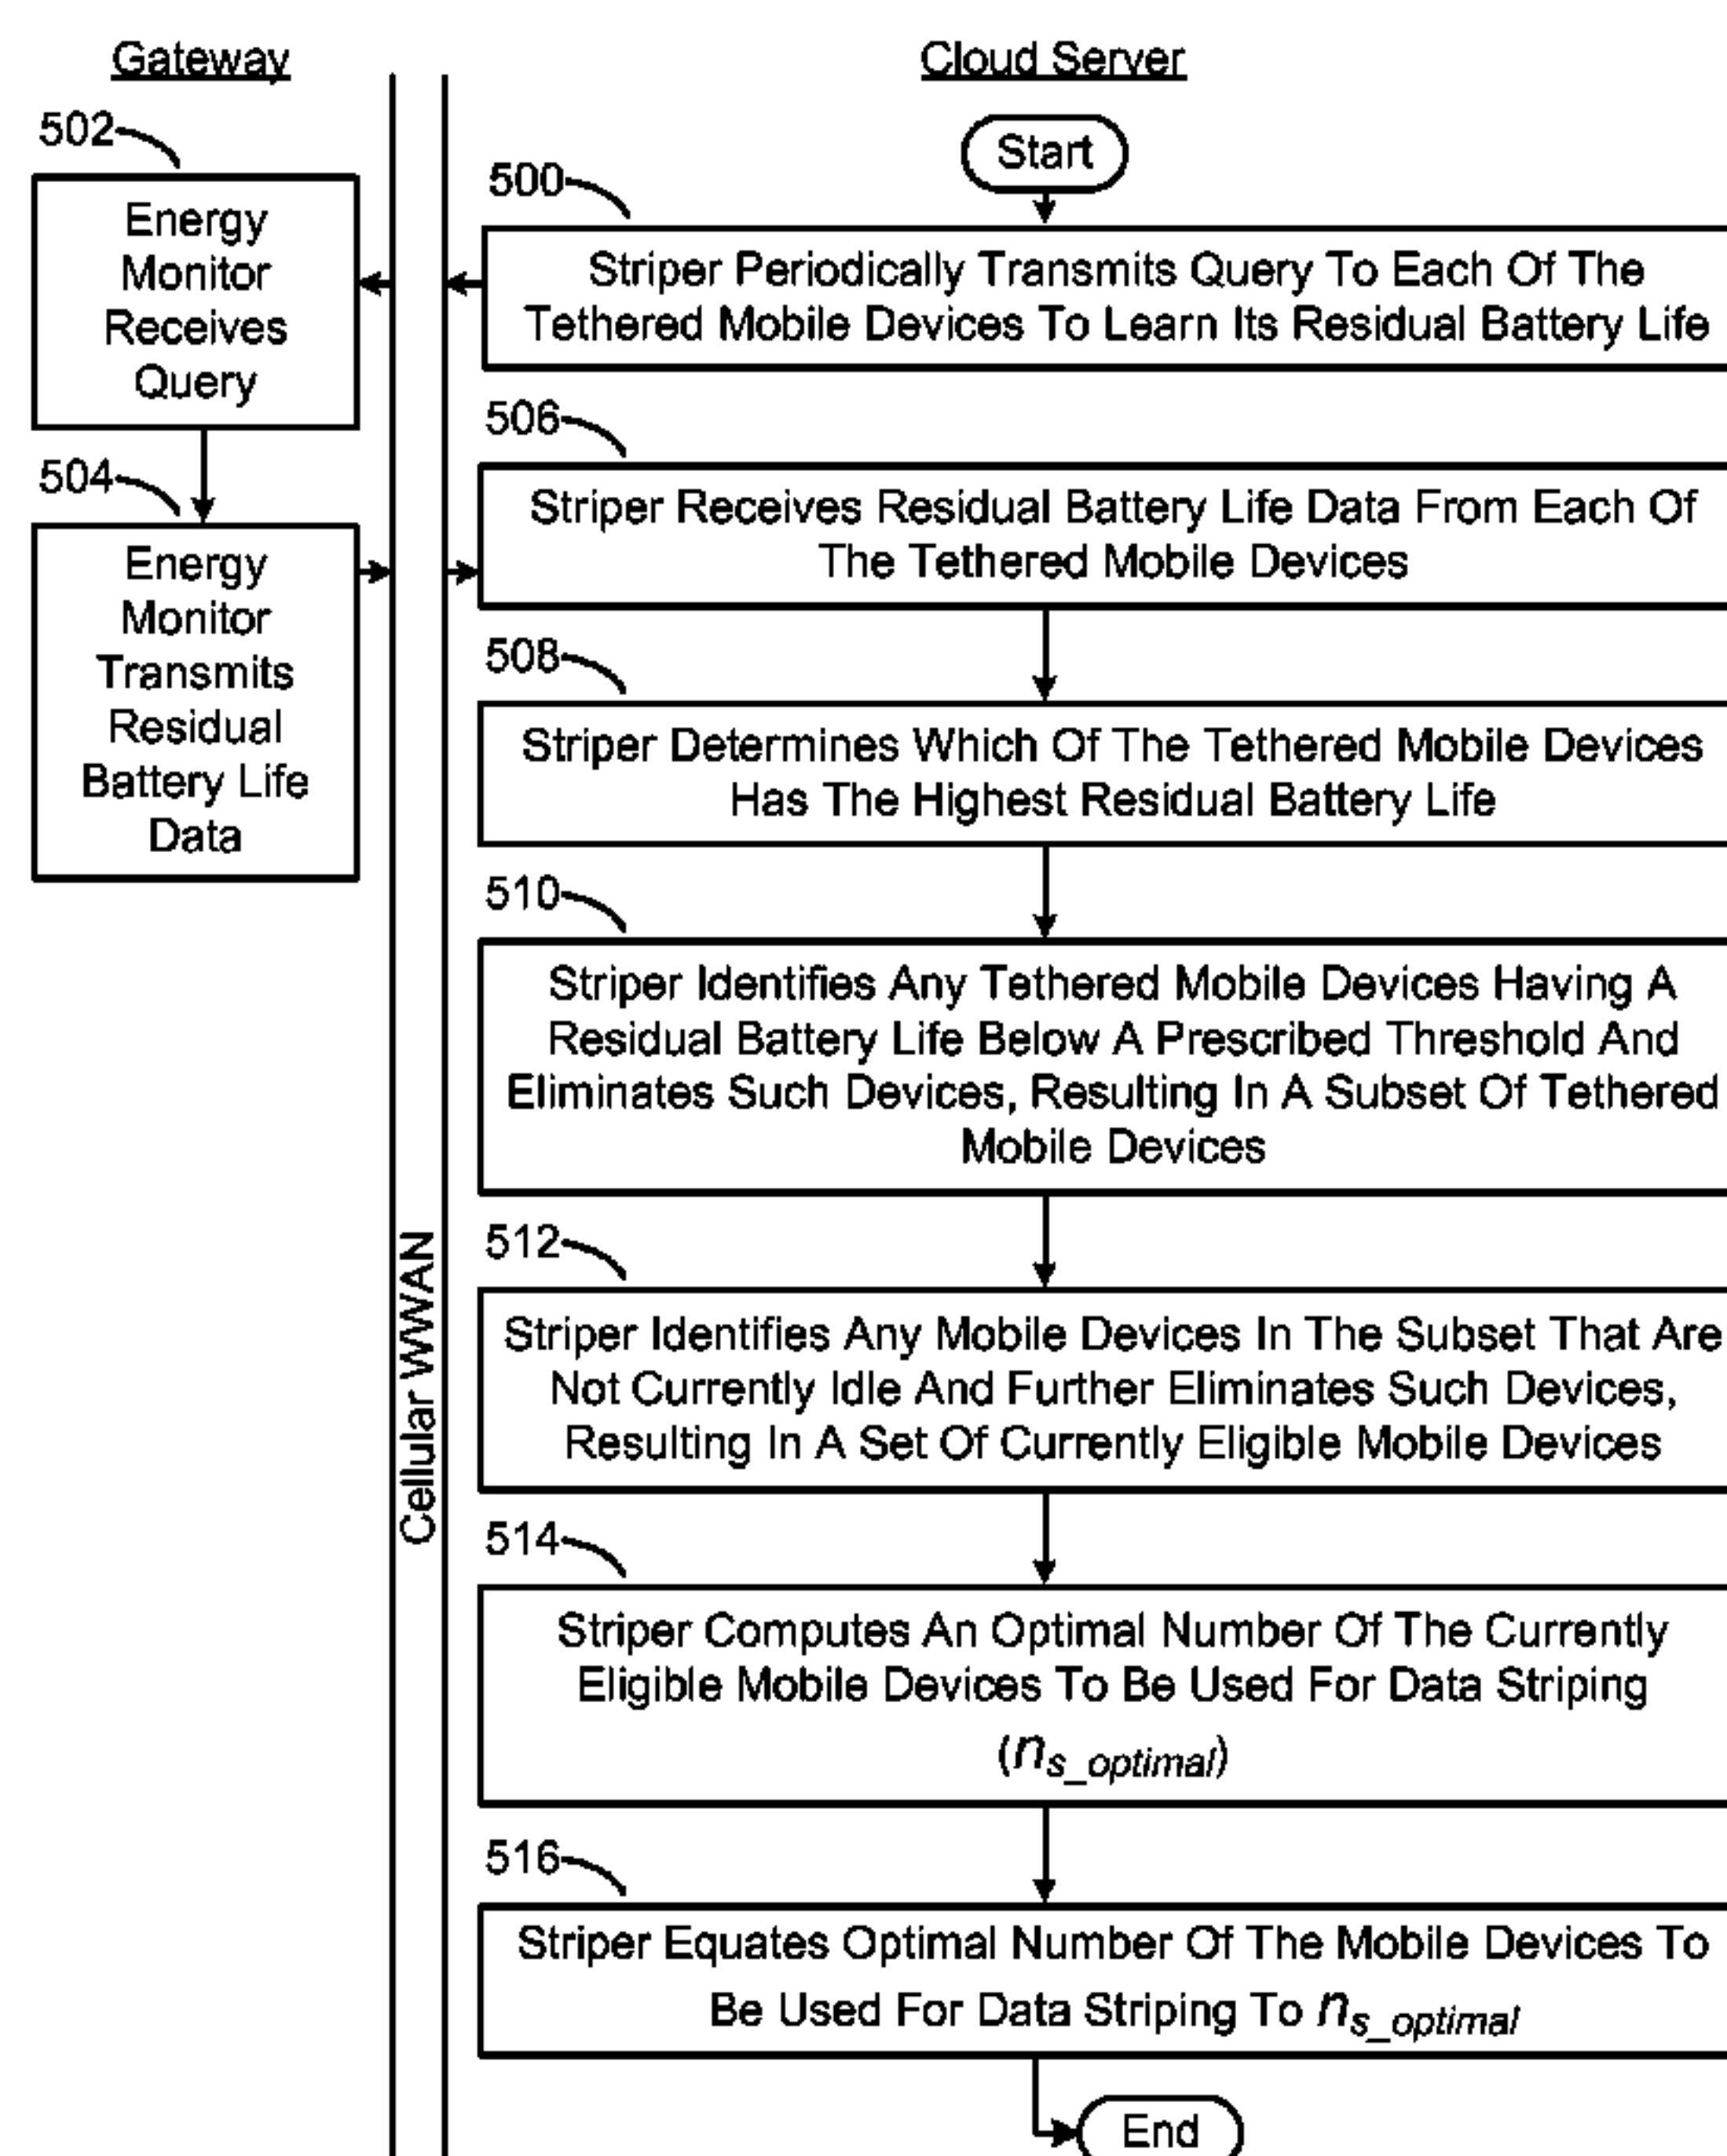 Gateway
Cloud Server
Start
502
500
Energy
Monitor
Receives
Query
Striper Periodically Transmits Query To Each Of The
Tethered Mobile Devices To Learn Its Residual Battery Life
504
506
Energy
Monitor
Transmits
Residual
Battery Life
Data
Striper Receives Residual Battery Life Data From Each Of
The Tethered Mobile Devices
508
Striper Determines Which Of The Tethered Mobile Devices
Has The Highest Residual Battery Life
510
Striper Identifies Any Tethered Mobile Devices Having A
Residual Battery Life Below A Prescribed Threshold And
Eliminates Such Devices, Resulting In A Subset Of Tethered
Mobile Devices
Cellular WWAN
512
Striper Identifies Any Mobile Devices In The Subset That Are
Not Currently Idle And Further Eliminates Such Devices,
Resulting In A Set Of Currently Eligible Mobile Devices
514
Striper Computes An Optimal Number Of The Currently
Eligible Mobile Devices To Be Used For Data Striping
(n_s_optimal)
516
Striper Equates Optimal Number Of The Mobile Devices To
Be Used For Data Striping To n_s_optimal
End